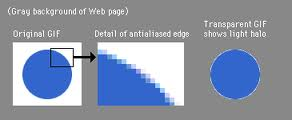 (Gray background of Web page)
Original GIF
Detail of antialiased edge
Transparent GIF
shows light halo